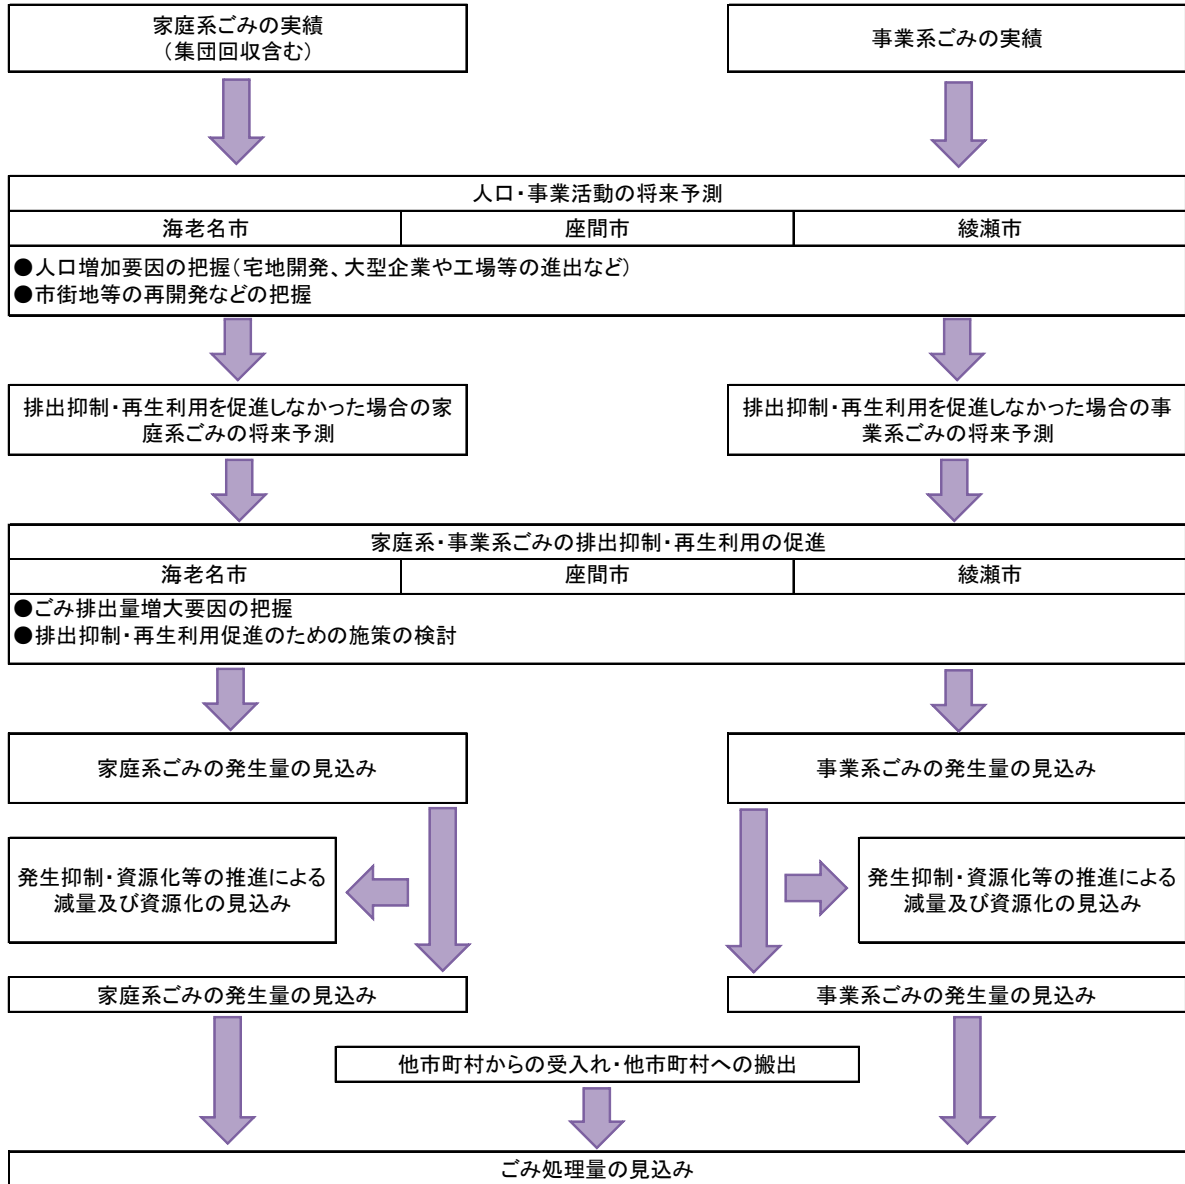 家庭系ごみの実績
（集団回収含む）
事業系ごみの実績
人口・事業活動の将来予測
海老名市
座間市
綾瀬市
●人口増加要因の把握（宅地開発、大型企業や工場等の進出など）
●市街地等の再開発などの把握
排出抑制・再生利用を促進しなかった場合の家
庭系ごみの将来予測
排出抑制・再生利用を促進しなかった場合の事
業系ごみの将来予測
家庭系・事業系ごみの排出抑制・再生利用の促進
海老名市
座間市
綾瀬市
●ごみ排出量増大要因の把握
●排出抑制・再生利用促進のための施策の検討
家庭系ごみの発生量の見込み
事業系ごみの発生量の見込み
発生抑制・資源化等の推進による
減量及び資源化の見込み
発生抑制・資源化等の推進による
減量及び資源化の見込み
家庭系ごみの発生量の見込み
事業系ごみの発生量の見込み
他市町村からの受入れ・他市町村への搬出
ごみ処理量の見込み